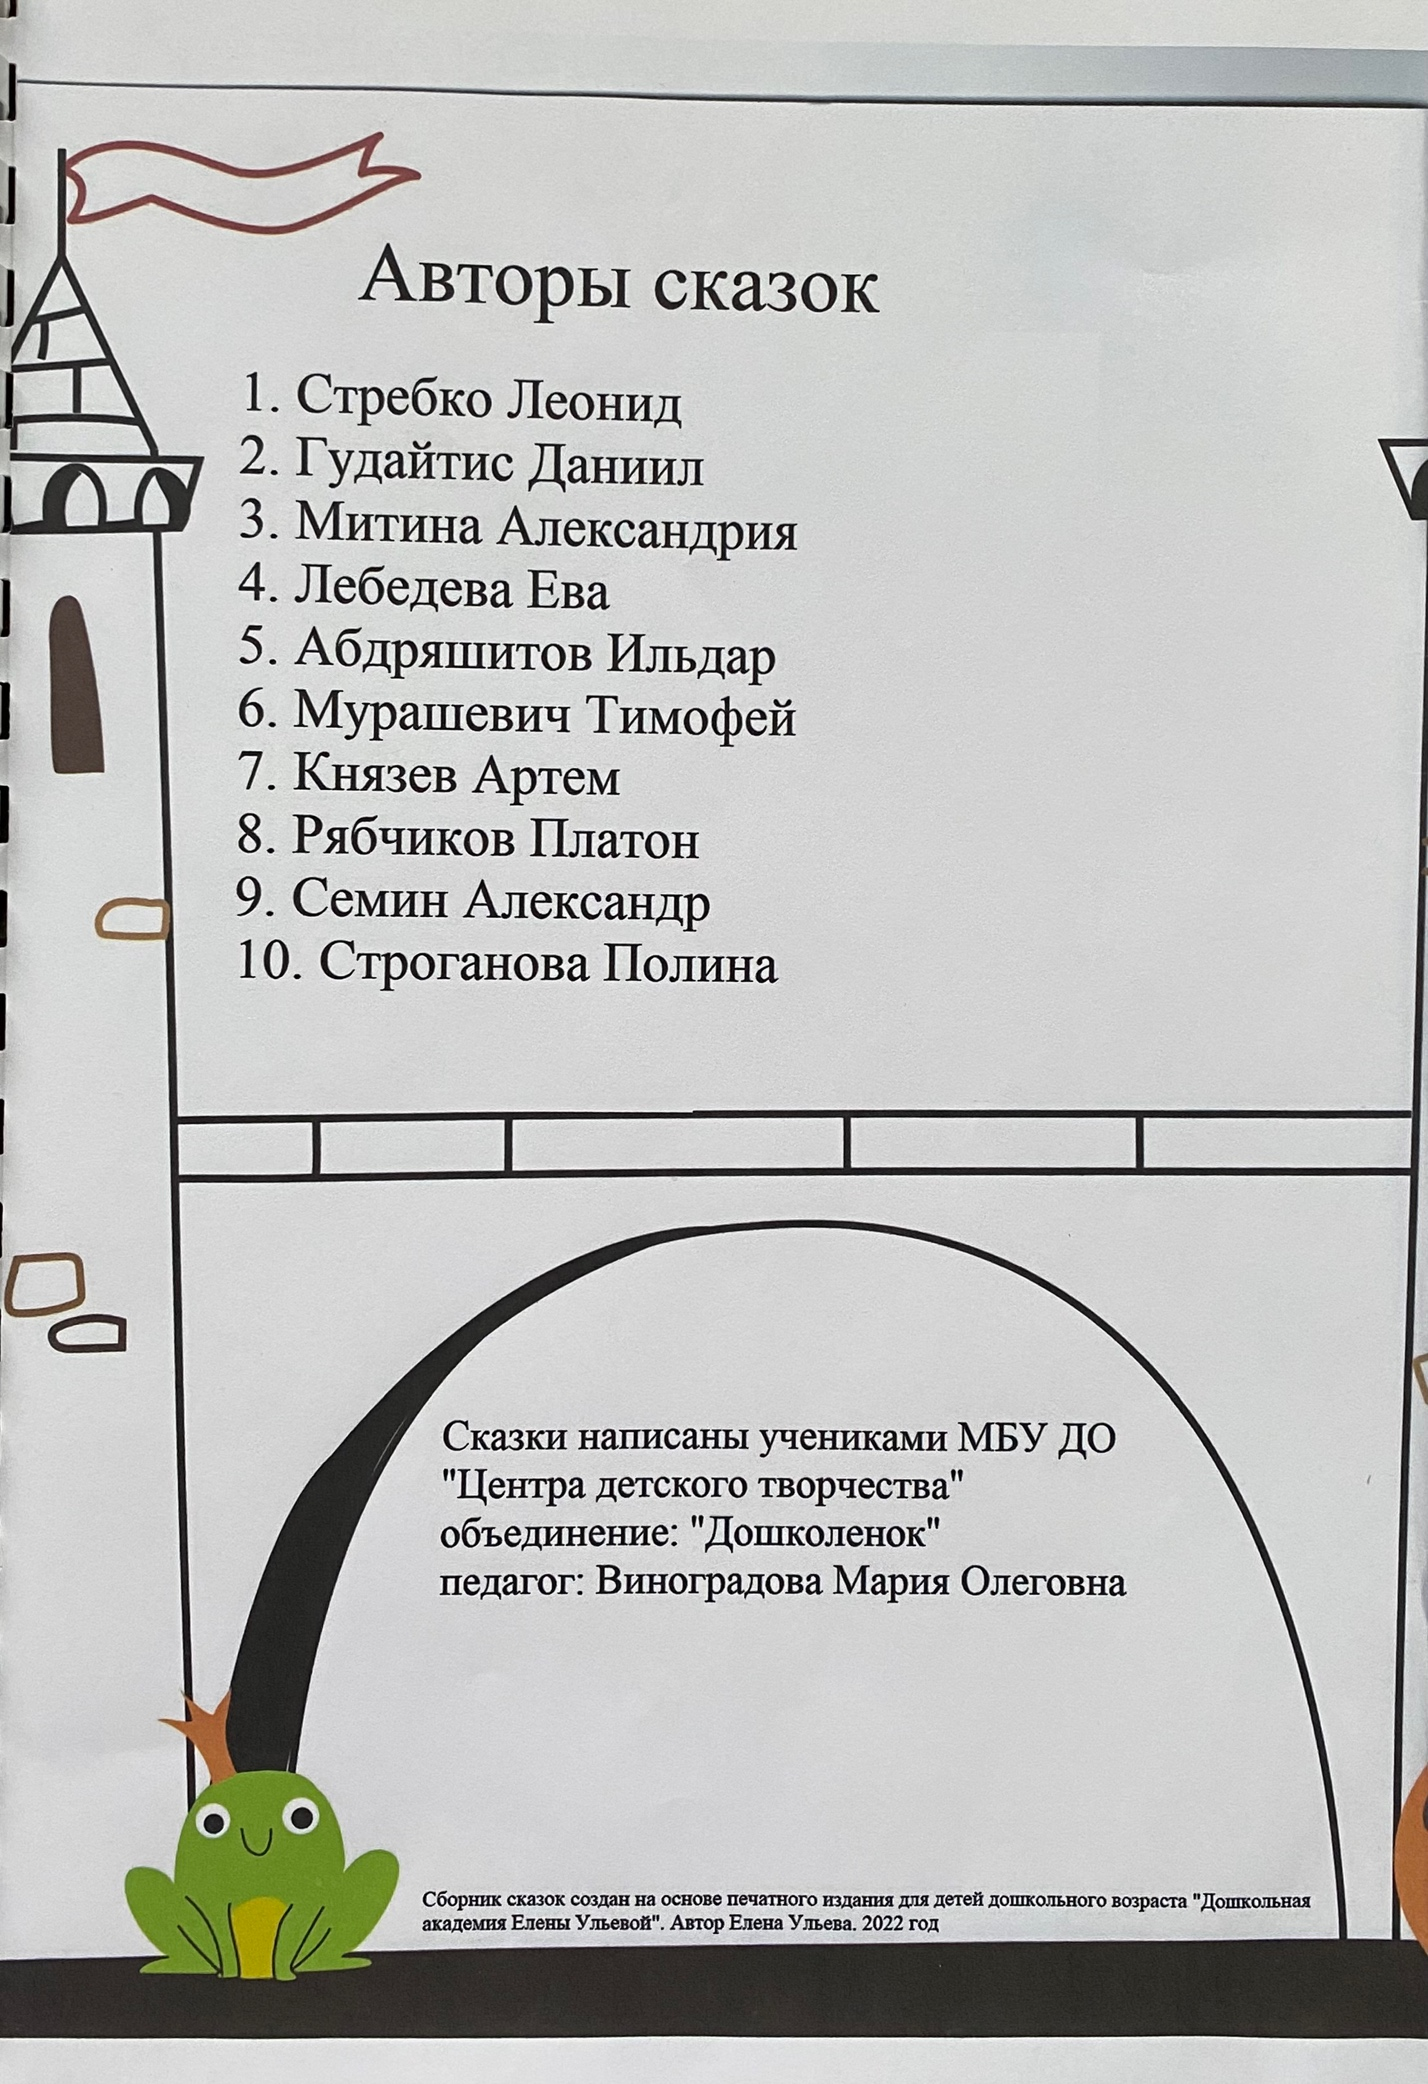 Авторы сказок
1. Стребко Леонид
2. Гудайтис Даниил
3. Митина Александрия
4. Лебедева Ева
5. Абдряшитов Ильдар
6. Мурашевич Тимофей
7. Князев Артем
8. Рябчиков Платон
9. Семин Александр
10. Строганова Полина
Сказки написаны учениками МБУ ДО
"Центра детского творчества"
объединение: "Дошколенок"
педагог: Виноградова Мария Олеговна
Сборник сказок создан на основе печатного издания для детей дошкольного возраста "Дошкольная
академия Елены Ульевой". Автор Елена Ульева. 2022 год